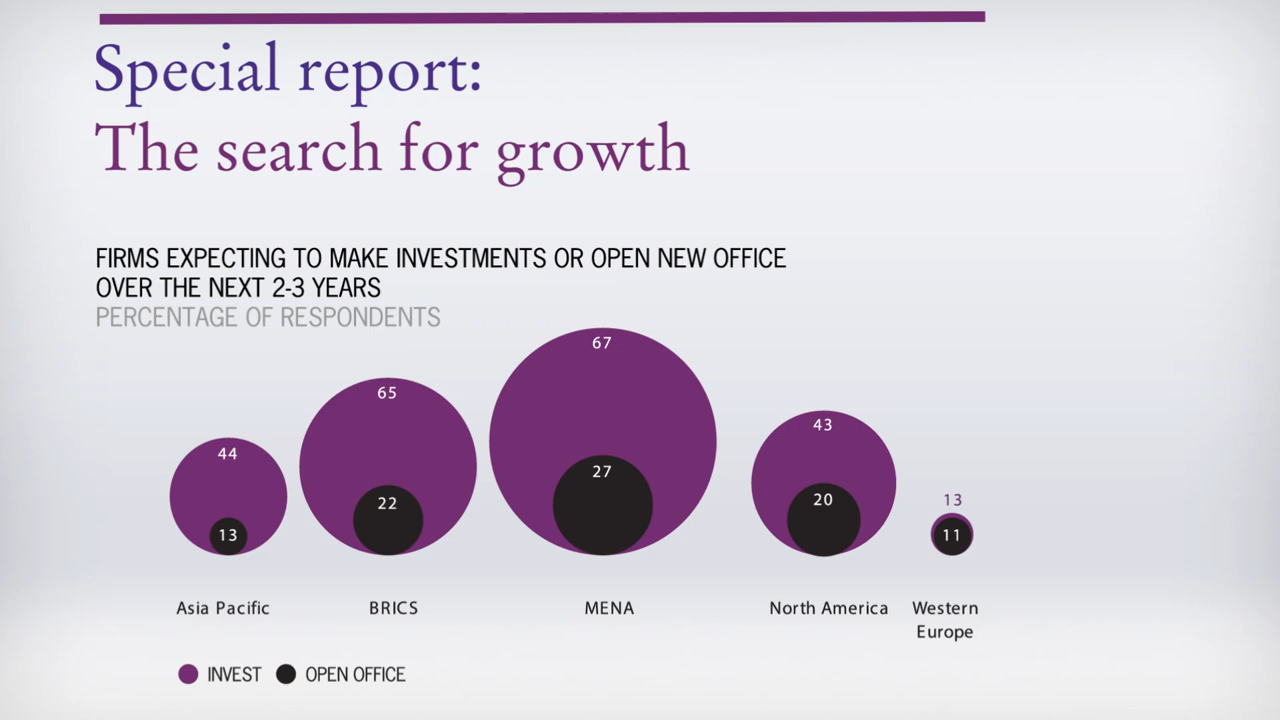 Special report:
The search for growth
FIRMS EXPECTING TO MAKE INVESTMENTS OR OPEN NEW OFFICE
OVER THE NEXT 2-3 YEARS
PERCENTAGE OF RESPONDENTS
44
13
65
22
67
27
43
20
13
11
Asia Pacific
BRICS
MENA
North America
Western
Europe
INVEST
OPEN OFFICE